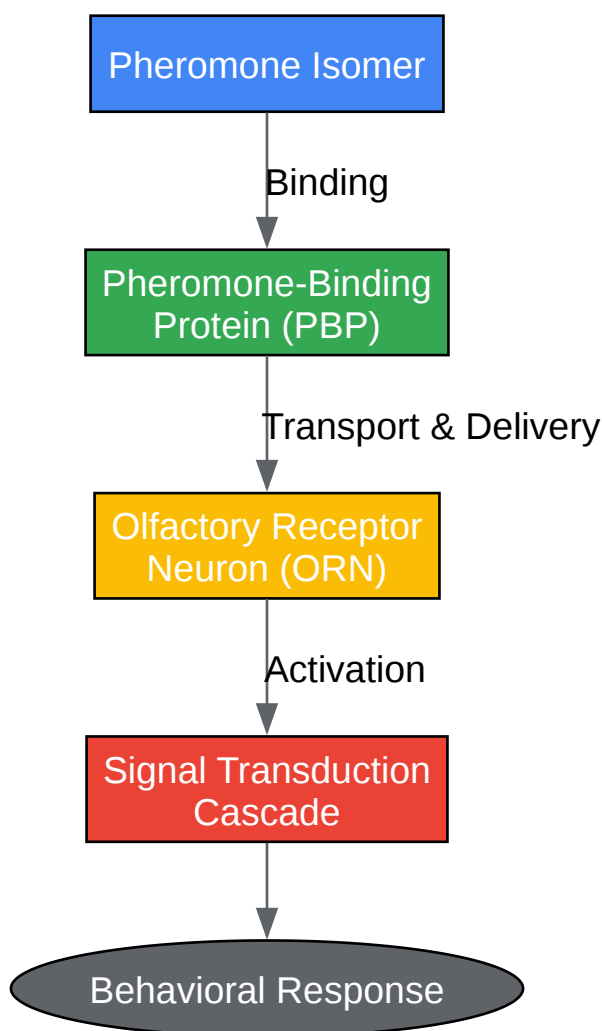 Pheromone Isomer
Binding
Pheromone-Binding
Protein (PBP)
Transport & Delivery
Olfactory Receptor
Neuron (ORN)
Activation
Signal Transduction
Cascade
Behavioral Response